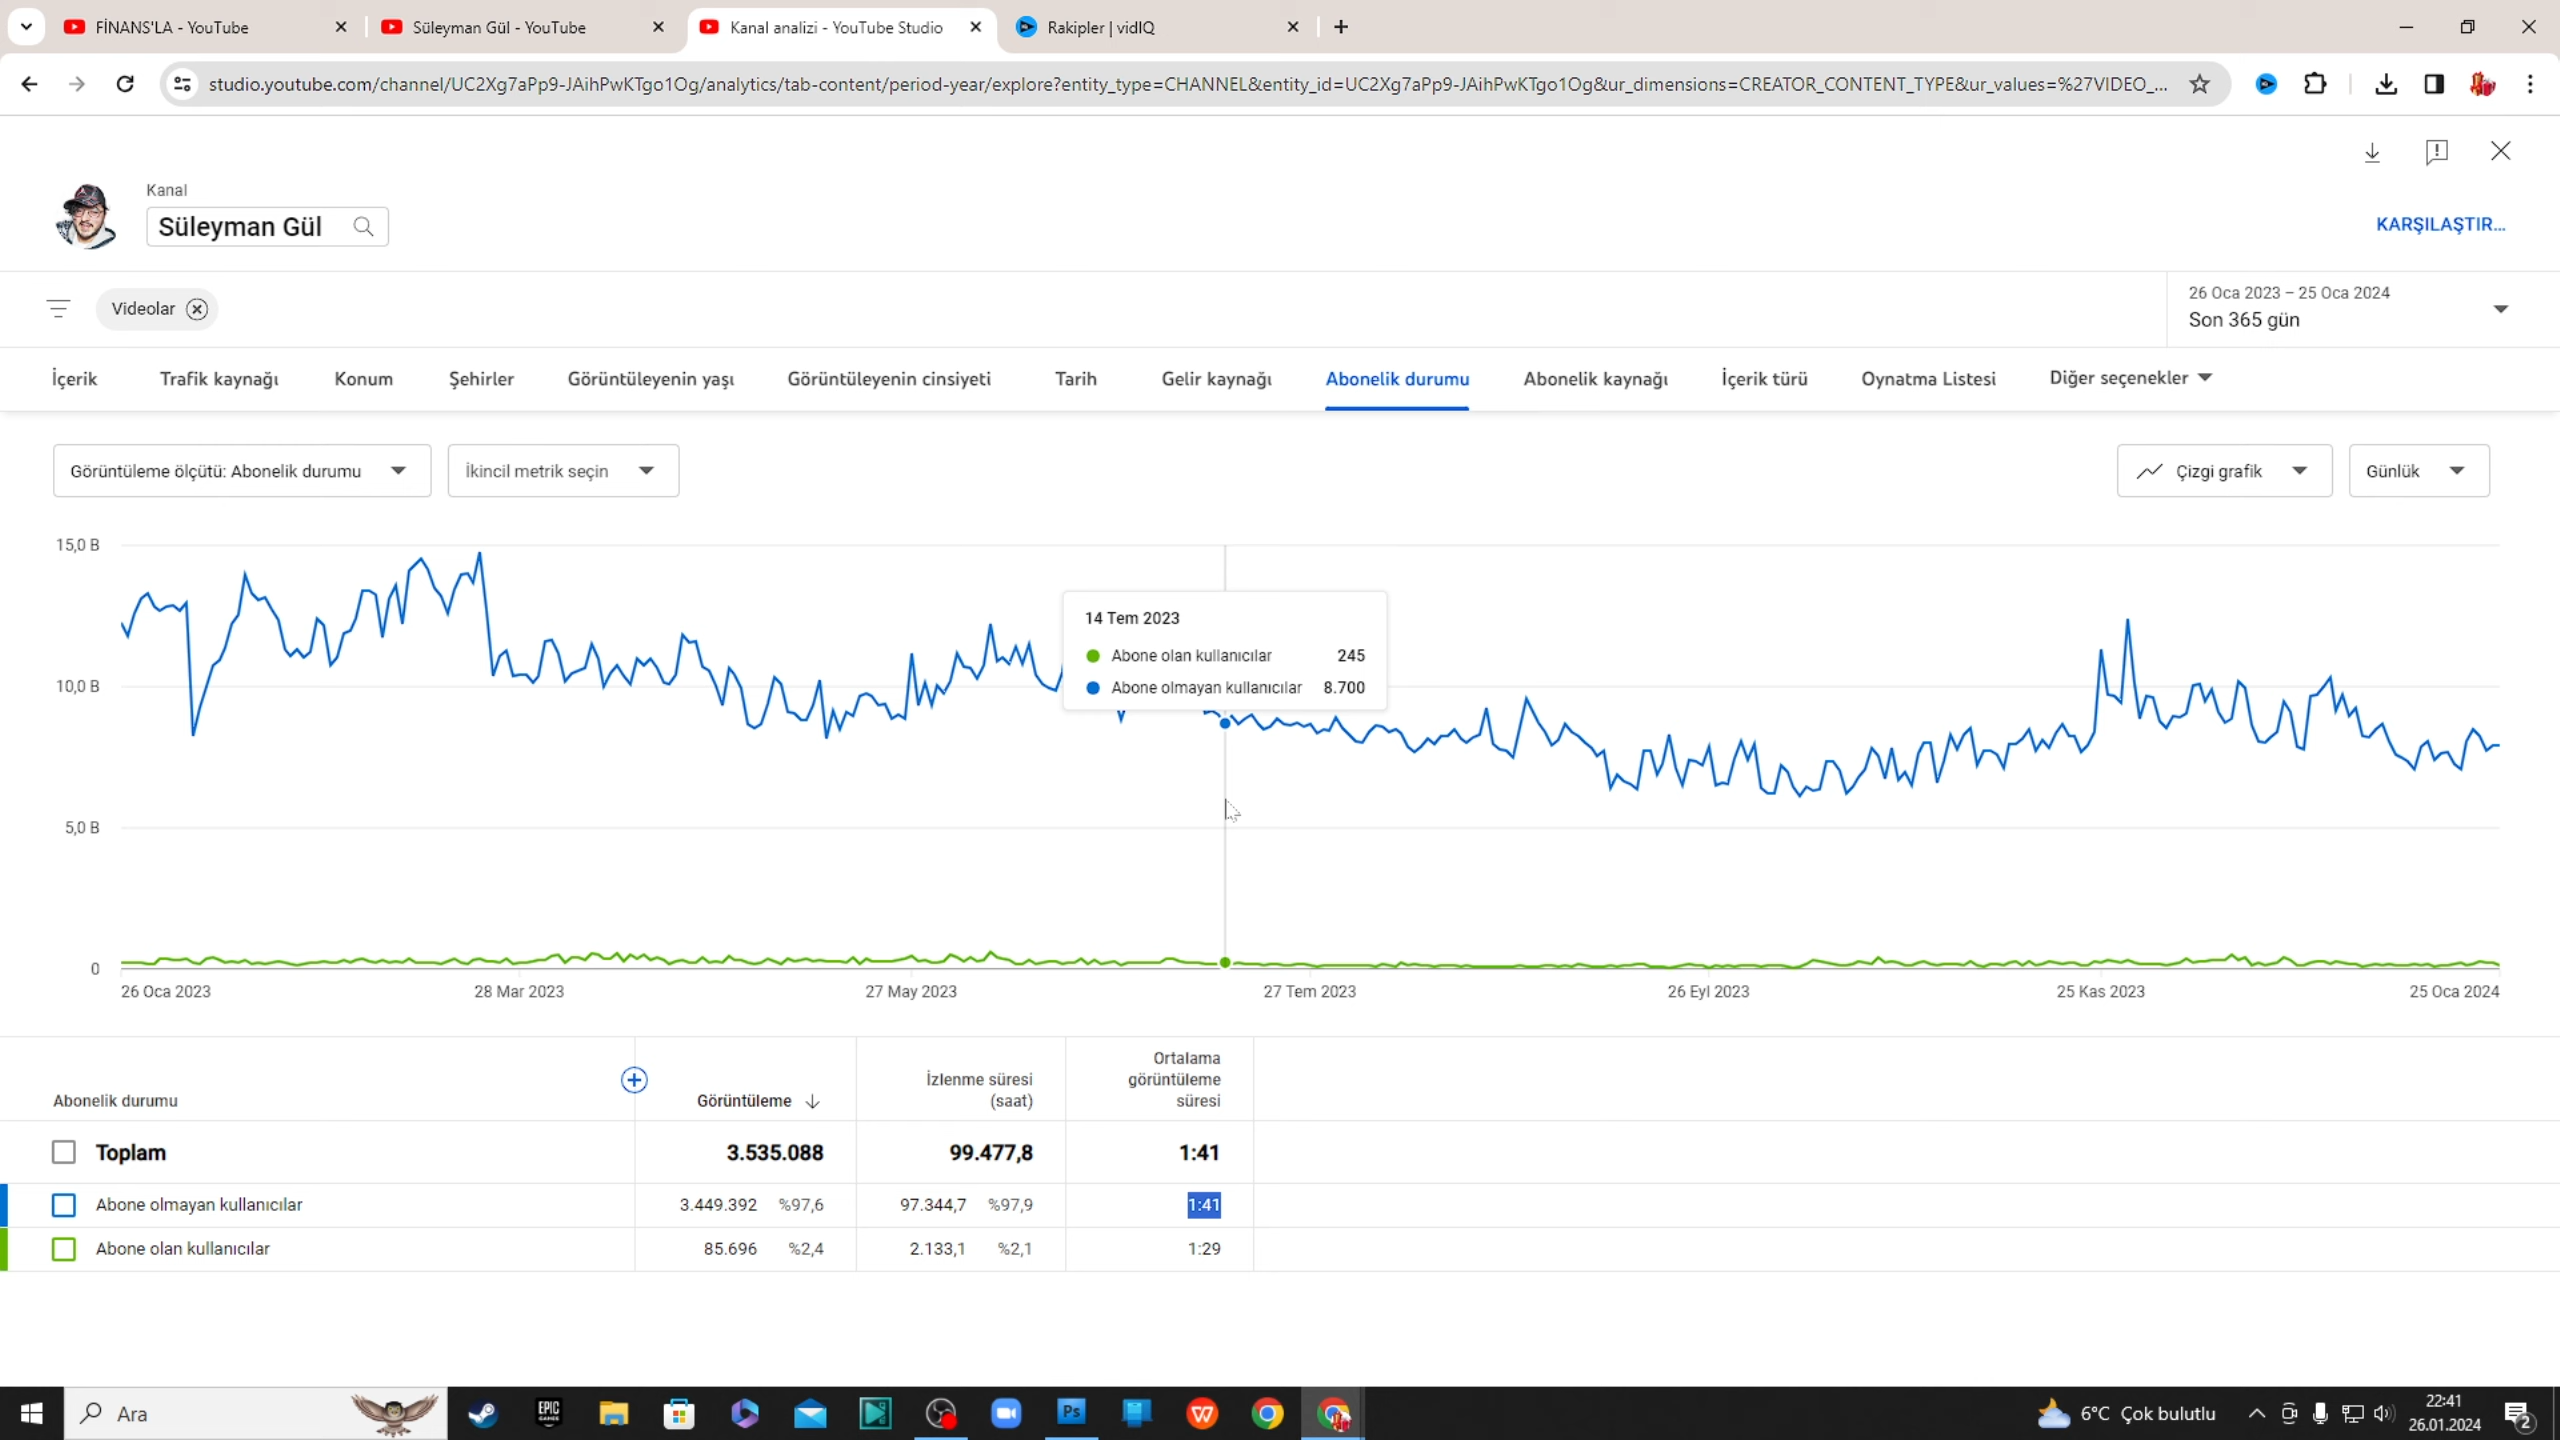 FİNANS'LA - YouTube
Süleyman Gül - YouTube
Kanal analizi - YouTube Studio
Rakipler | vidIQ
studio.youtube.com/channel/UC2Xg7aPp9-JAihPwKTgo1Og/analytics/tab-content/period-year/explore?entity_type=CHANNEL&entity_id=UC2Xg7aPp9-JAihPwKTgo1Og&ur_dimensions=CREATOR_CONTENT_TYPE&ur_values=%27VIDEO_...
Kanal
Süleyman Gül
KARŞILAŞTIR...
Videolar
26 Oca 2023 – 25 Oca 2024
Son 365 gün
İçerik Trafik kaynağı Konum Şehirler Görüntüleyenin yaşı Görüntüleyenin cinsiyeti Tarih Gelir kaynağı Abonelik durumu Abonelik kaynağı İçerik türü Oynatma Listesi Diğer seçenekler
Görüntüleme ölçütü: Abonelik durumu İkincil metrik seçin Çizgi grafik Günlük
15,0 B
10,0 B
5,0 B
0
14 Tem 2023
Abone olan kullanıcılar 245
Abone olmayan kullanıcılar 8.700
26 Oca 2023 28 Mar 2023 27 May 2023 27 Tem 2023 26 Eyl 2023 25 Kas 2023 25 Oca 2024
Abonelik durumu
Görüntüleme
İzlenme süresi
(saat)
Ortalama
görüntüleme
süresi
Toplam 3.535.088 99.477,8 1:41
Abone olmayan kullanıcılar 3.449.392 %97,6 97.344,7 %97,9 1:41
Abone olan kullanıcılar 85.696 %2,4 2.133,1 %2,1 1:29
Ara
EPIC
GAMES
Ps
W
6°C Çok bulutlu
22:41
26.01.2024
2